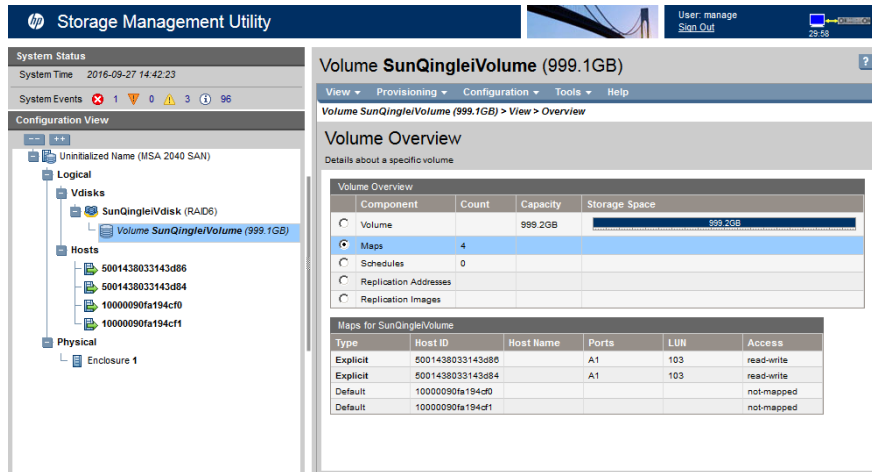 hp Storage Management Utility
User: manage
Sign Out
29:58
System Status
System Time 2016-09-27 14:42:23
System Events 1 0 3 96
Configuration View
Uninitialized Name (MSA 2040 SAN)
Logical
Vdisks
SunQingleiVdisk (RAID6)
Volume SunQingleiVolume (999.1GB)
Hosts
5001438033143d86
5001438033143d84
10000090fa194cf0
10000090fa194cf1
Physical
Enclosure 1
Volume SunQingleiVolume (999.1GB)
?
View Provisioning Configuration Tools Help
Volume SunQingleiVolume (999.1GB) > View > Overview
Volume Overview
Details about a specific volume
Volume Overview
Component Count Capacity Storage Space
Volume 999.2GB 999.2GB
Maps 4
Schedules 0
Replication Addresses
Replication Images
Maps for SunQingleiVolume
Type Host ID Host Name Ports LUN Access
Explicit 5001438033143d86 A1 103 read-write
Explicit 5001438033143d84 A1 103 read-write
Default 10000090fa194cf0 not-mapped
Default 10000090fa194cf1 not-mapped